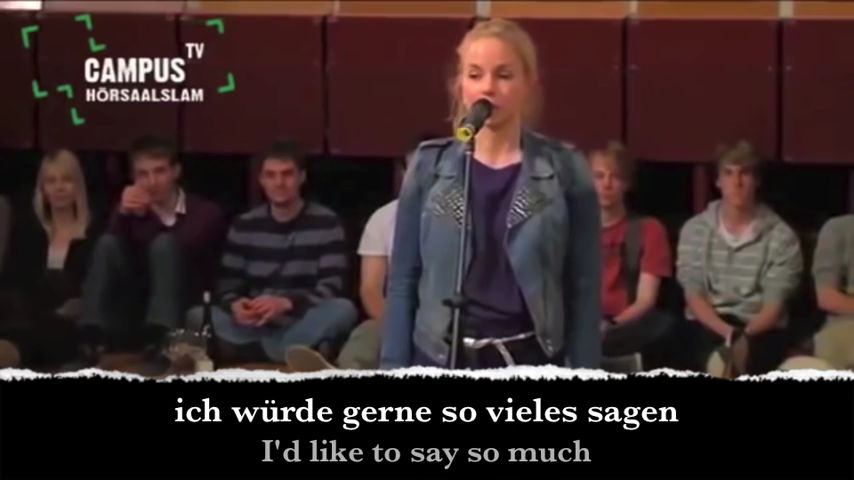 CAMPUS TV
HÖRSAALSLAM
ich würde gerne so vieles sagen
I'd like to say so much